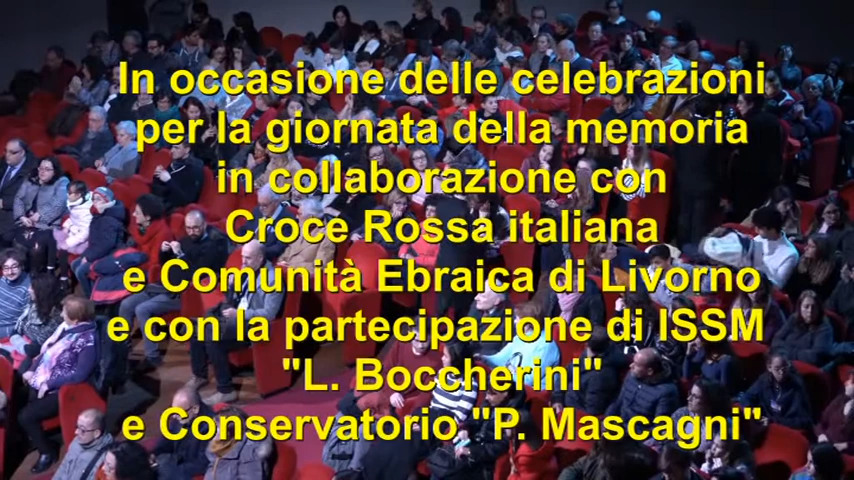 In occasione delle celebrazioni
per la giornata della memoria
in collaborazione con
Croce Rossa italiana
e Comunità Ebraica di Livorno
e con la partecipazione di ISSM
"L. Boccherini"
e Conservatorio "P. Mascagni"